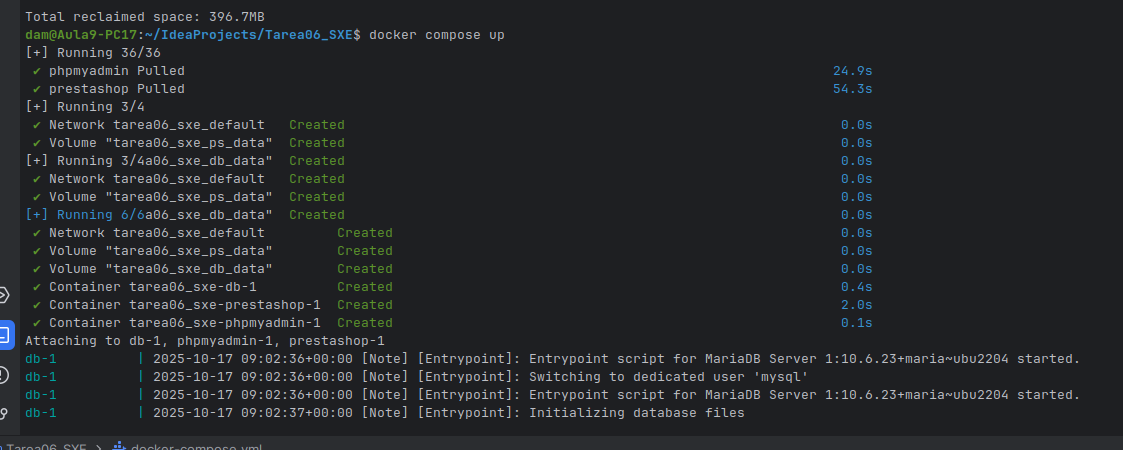 Total reclaimed space: 396.7MB
dam@Aula9-PC17:~/IdeaProjects/Tarea06_SXE$ docker compose up
[+] Running 36/36
✔ phpmyadmin Pulled 24.9s
✔ prestashop Pulled 54.3s
[+] Running 3/4
✔ Network tarea06_sxe_default Created 0.0s
✔ Volume "tarea06_sxe_ps_data" Created 0.0s
[+] Running 3/4a06_sxe_db_data" Created 0.0s
✔ Network tarea06_sxe_default Created 0.0s
✔ Volume "tarea06_sxe_ps_data" Created 0.0s
[+] Running 6/6a06_sxe_db_data" Created 0.0s
✔ Network tarea06_sxe_default Created 0.0s
✔ Volume "tarea06_sxe_ps_data" Created 0.0s
✔ Volume "tarea06_sxe_db_data" Created 0.0s
✔ Container tarea06_sxe-db-1 Created 0.4s
✔ Container tarea06_sxe-prestashop-1 Created 2.0s
✔ Container tarea06_sxe-phpmyadmin-1 Created 0.1s
Attaching to db-1, phpmyadmin-1, prestashop-1
db-1 | 2025-10-17 09:02:36+00:00 [Note] [Entrypoint]: Entrypoint script for MariaDB Server 1:10.6.23+maria~ubu2204 started.
db-1 | 2025-10-17 09:02:36+00:00 [Note] [Entrypoint]: Switching to dedicated user 'mysql'
db-1 | 2025-10-17 09:02:36+00:00 [Note] [Entrypoint]: Entrypoint script for MariaDB Server 1:10.6.23+maria~ubu2204 started.
db-1 | 2025-10-17 09:02:37+00:00 [Note] [Entrypoint]: Initializing database files
Tarea06_SXE > docker-compose.yml